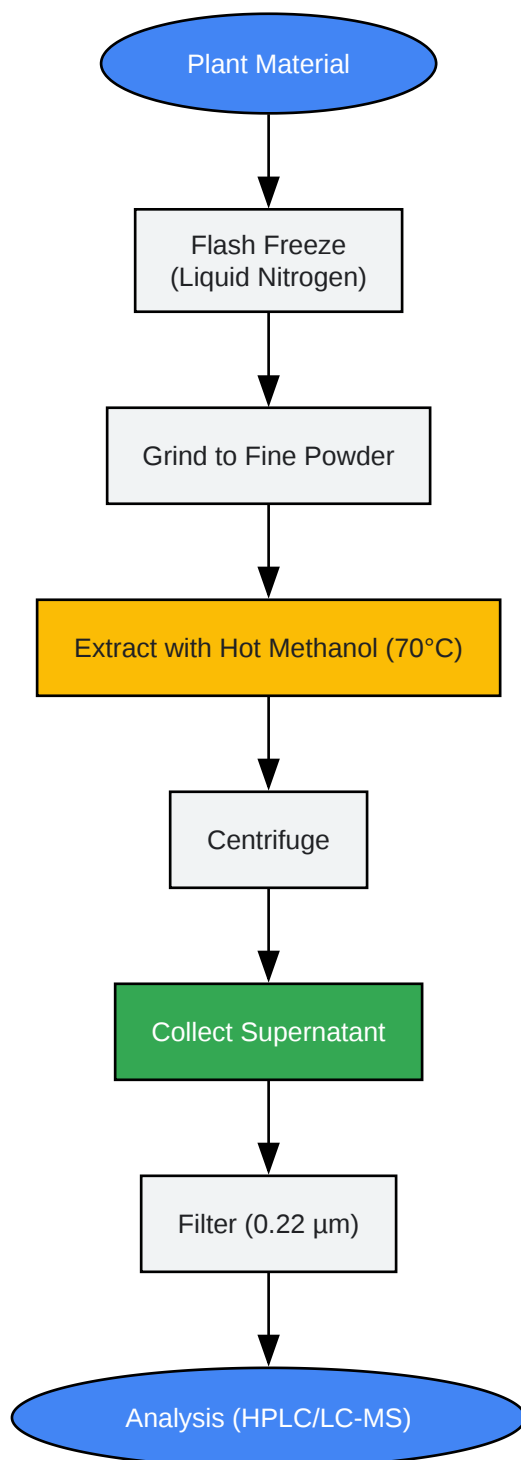 Plant Material
Flash Freeze
(Liquid Nitrogen)
Grind to Fine Powder
Extract with Hot Methanol (70°C)
Centrifuge
Collect Supernatant
Filter (0.22 µm)
Analysis (HPLC/LC-MS)